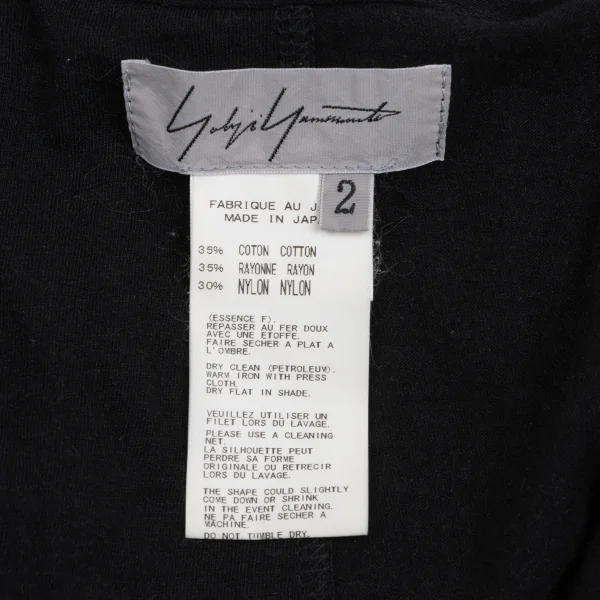 Yohji Yamamoto
2
FABRIQUE AU J
MADE IN JAP
35% COTON COTTON
35% RAYONNE RAYON
30% NYLON NYLON
(ESSENCE F).
REPASSER AU FER DOUX
AVEC UNE ETOFFE.
FAIRE SECHER A PLAT A
L'OMBRE.
DRY CLEAN (PETROLEUM).
WARM IRON WITH PRESS
CLOTH.
DRY FLAT IN SHADE.
VEUILLEZ UTILISER UN
FILET LORS DU LAVAGE.
PLEASE USE A CLEANING
NET.
LA SILHOUETTE PEUT
PERDRE SA FORME
ORIGINALE OU RETRECIR
LORS DU LAVAGE.
THE SHAPE COULD SLIGHTLY
COME DOWN OR SHRINK
IN THE EVENT CLEANING.
NE PA FAIRE SECHER A
MACHINE.
DO NOT TUMBLE DRY.